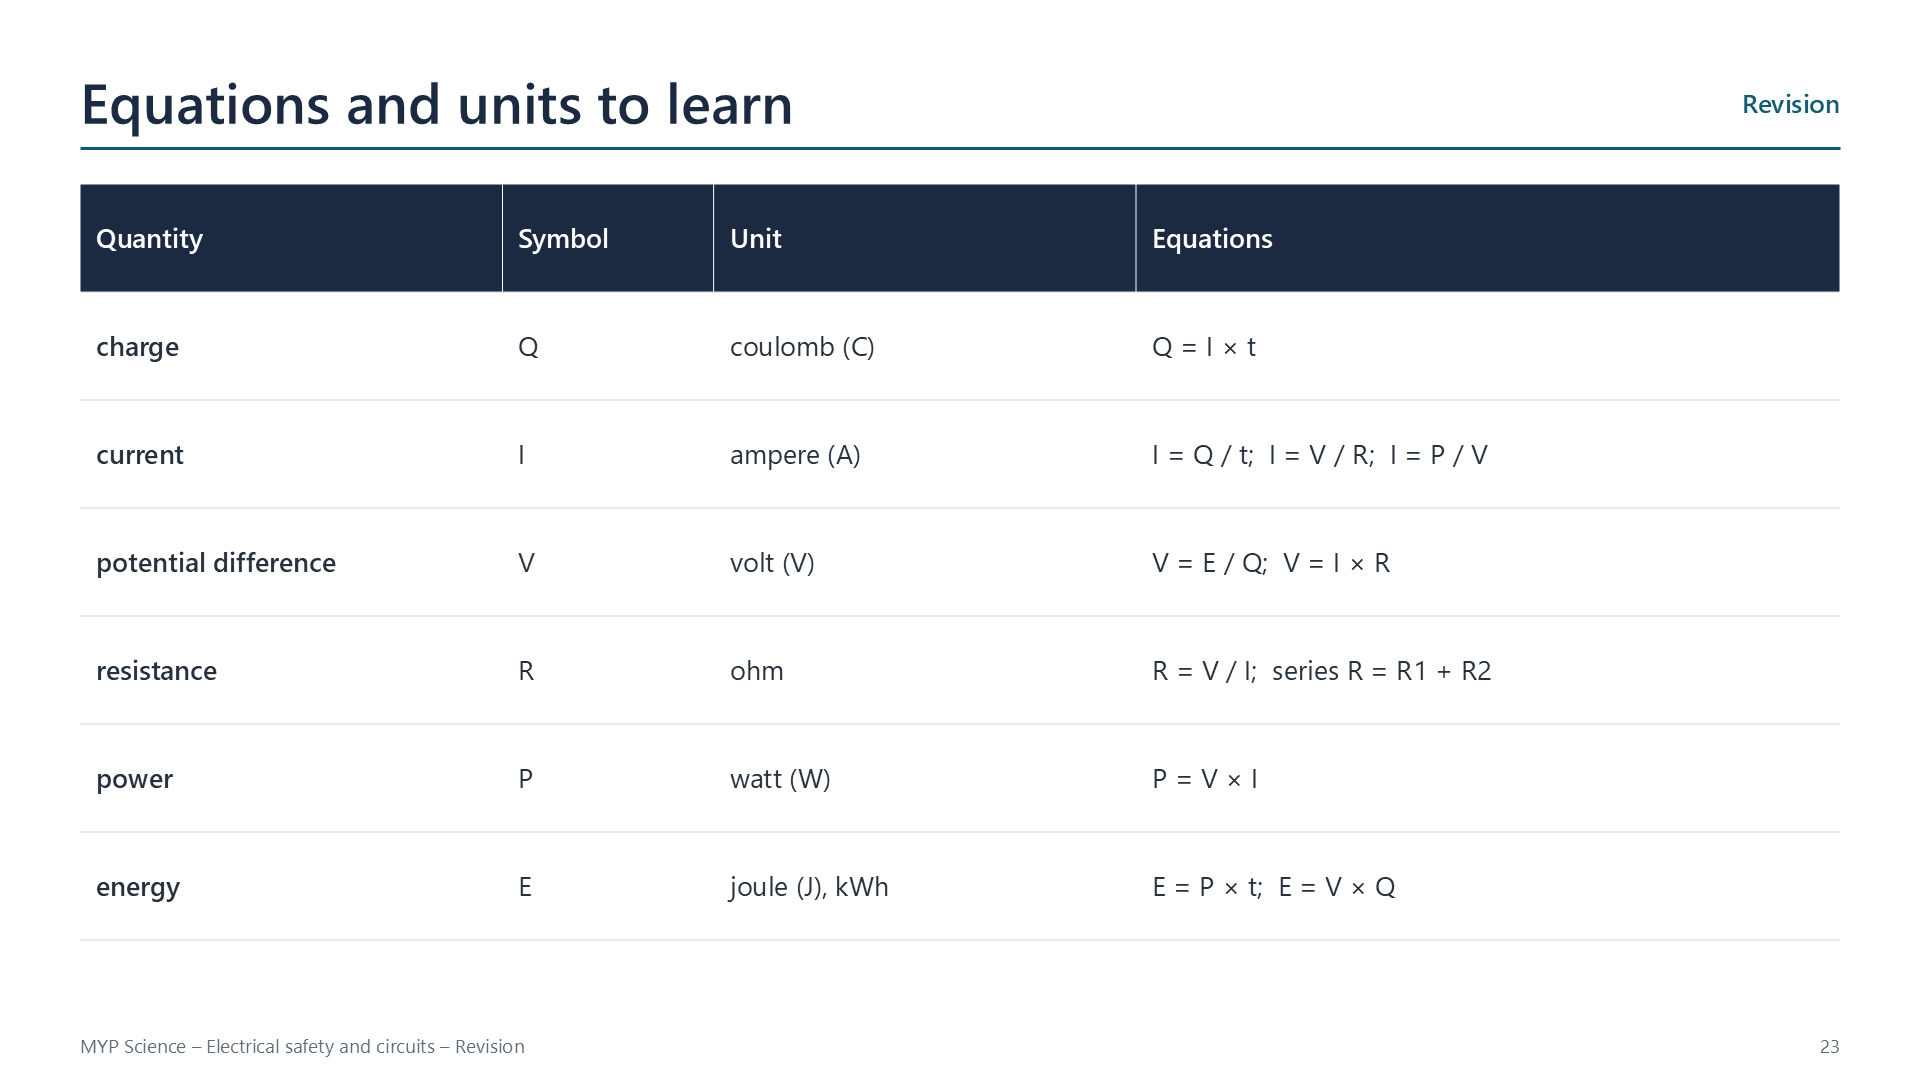 Equations and units to learn
Revision
Quantity Symbol Unit Equations
charge Q coulomb (C) Q = I × t
current I ampere (A) I = Q / t; I = V / R; I = P / V
potential difference V volt (V) V = E / Q; V = I × R
resistance R ohm R = V / I; series R = R1 + R2
power P watt (W) P = V × I
energy E joule (J), kWh E = P × t; E = V × Q
MYP Science – Electrical safety and circuits – Revision 23